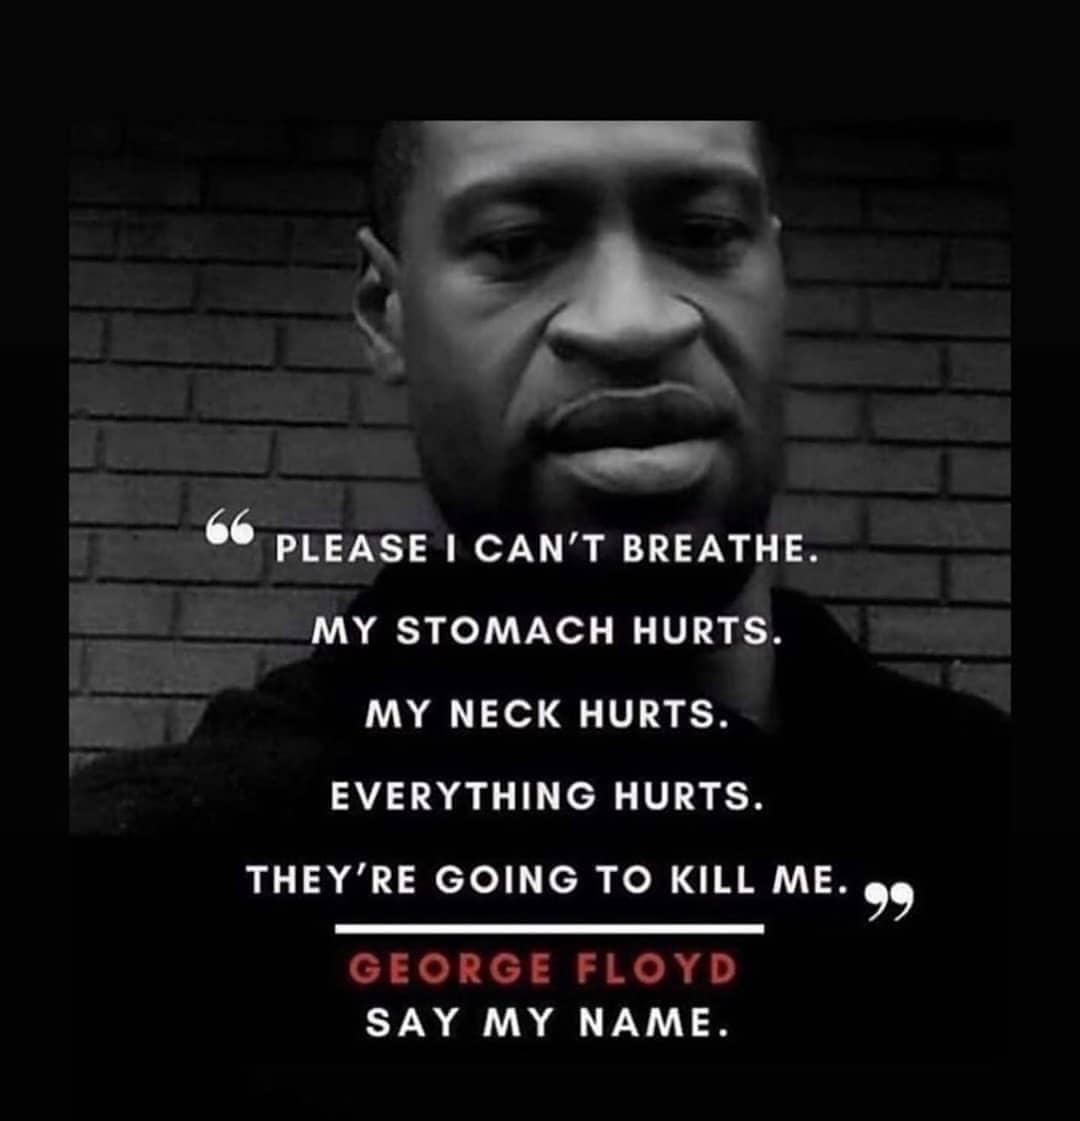 “ PLEASE I CAN’T BREATHE.
MY STOMACH HURTS.
MY NECK HURTS.
EVERYTHING HURTS.
THEY’RE GOING TO KILL ME. ”
GEORGE FLOYD
SAY MY NAME.